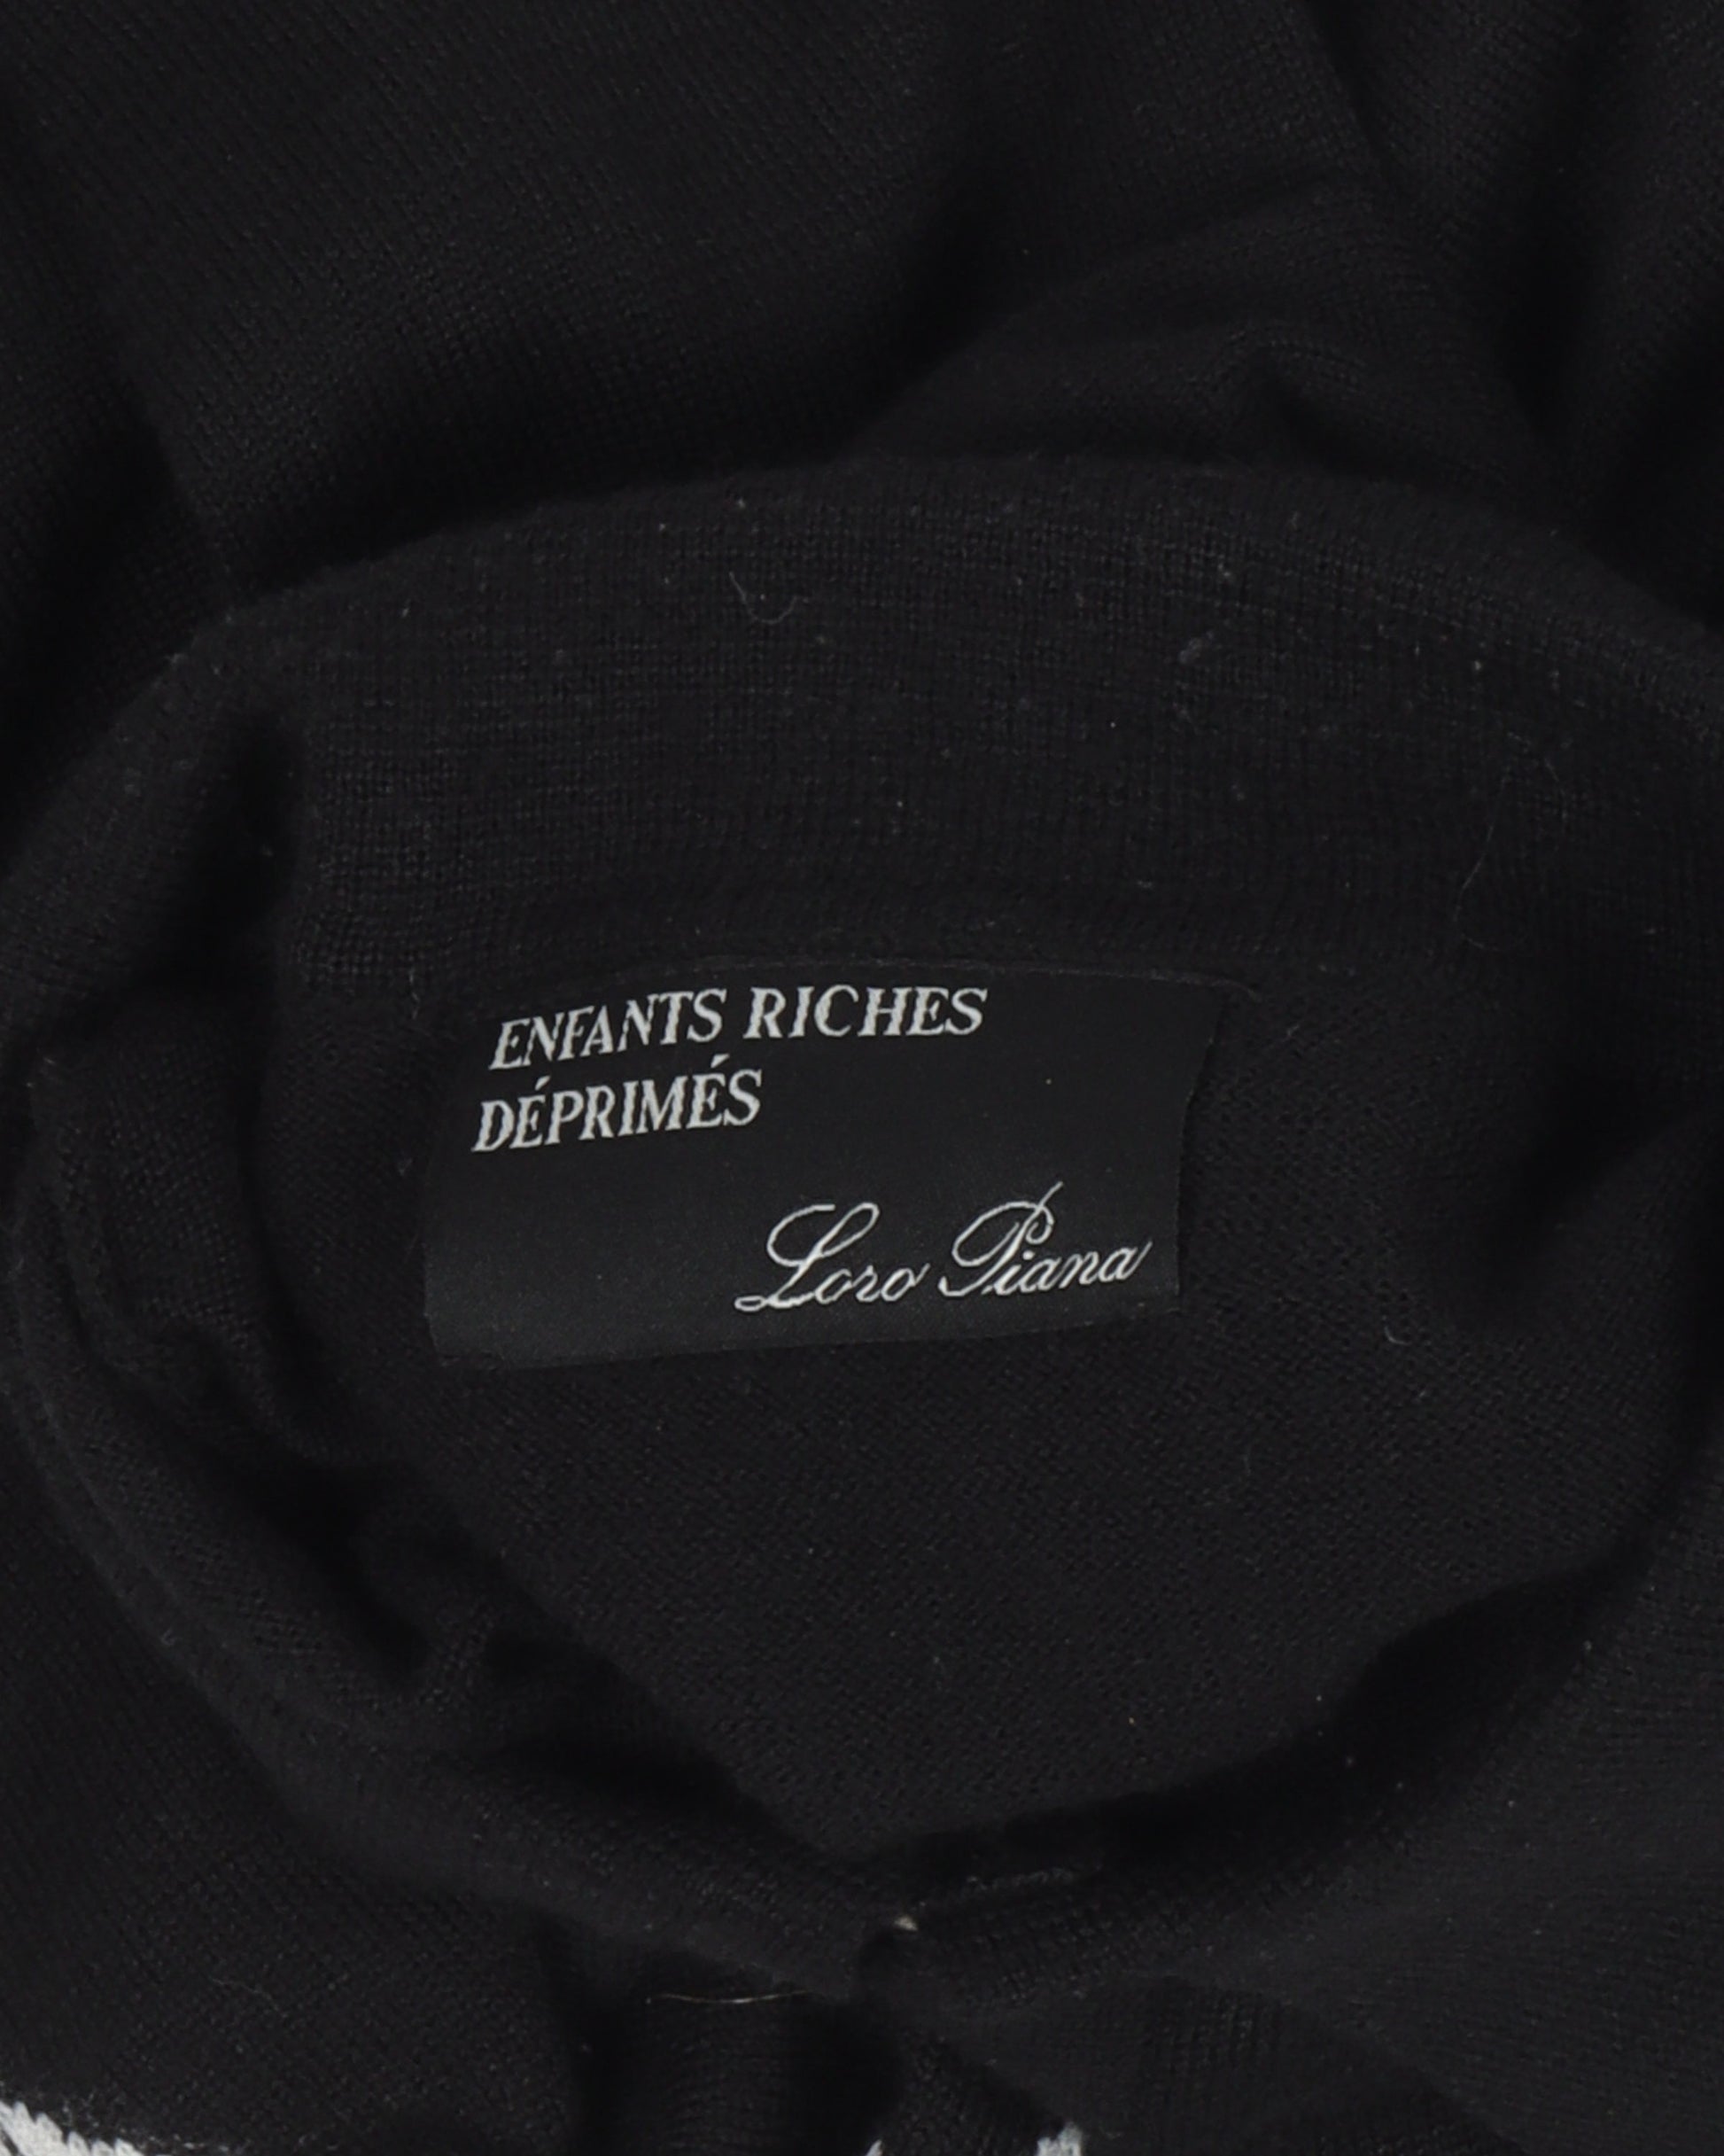 ENFANTS RICHES
DÉPRIMÉS
Loro Piana